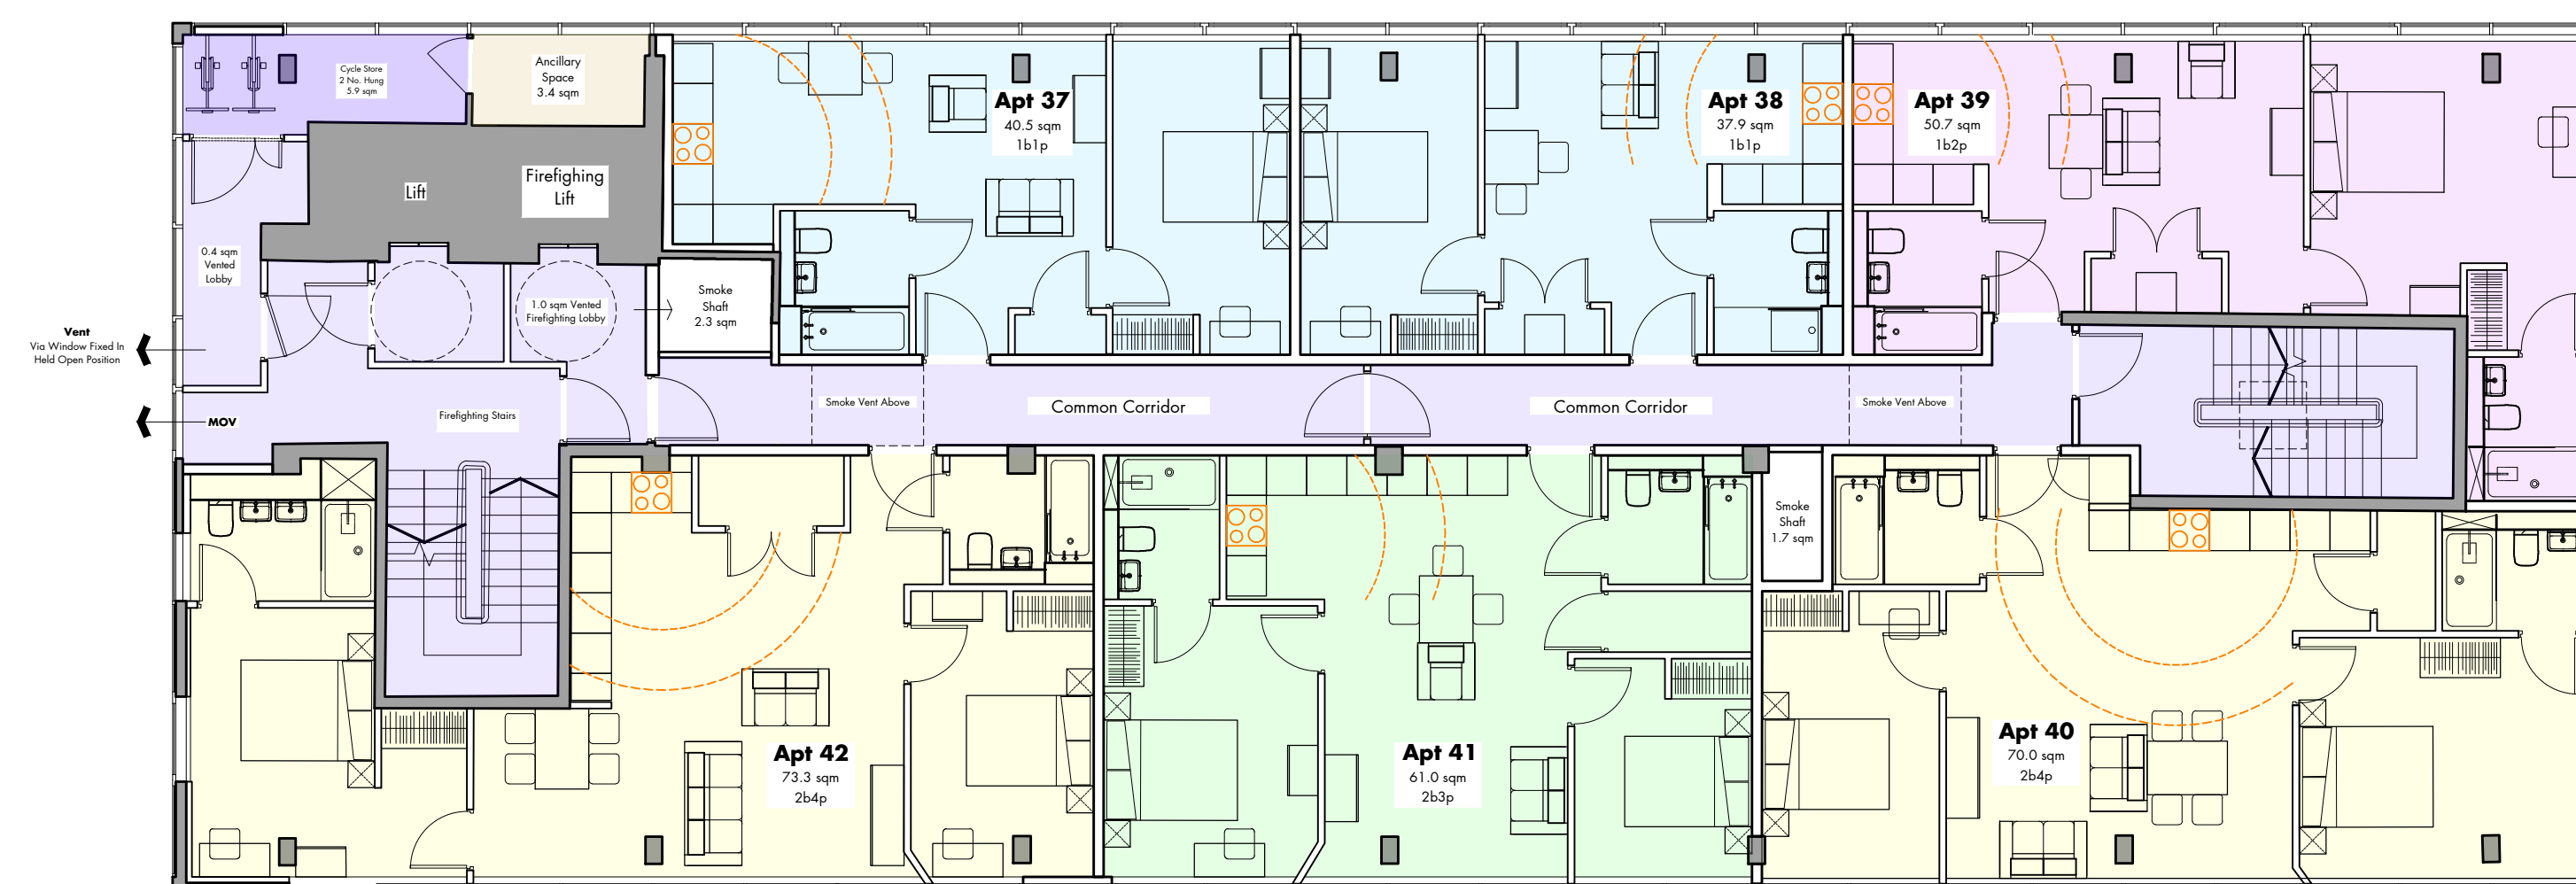 Cycle Store
2 No. Hung
5.9 sqm
Ancillary
Space
3.4 sqm
Apt 37
40.5 sqm
1b1p
Apt 38
37.9 sqm
1b1p
Apt 39
50.7 sqm
1b2p
Lift
Firefighing
Lift
0.4 sqm
Vented
Lobby
1.0 sqm Vented
Firefighting Lobby
Smoke
Shaft
2.3 sqm
Vent
Via Window Fixed In
Held Open Position
MOV
Firefighting Stairs
Smoke Vent Above
Common Corridor
Common Corridor
Smoke Vent Above
Smoke
Shaft
1.7 sqm
Apt 42
73.3 sqm
2b4p
Apt 41
61.0 sqm
2b3p
Apt 40
70.0 sqm
2b4p